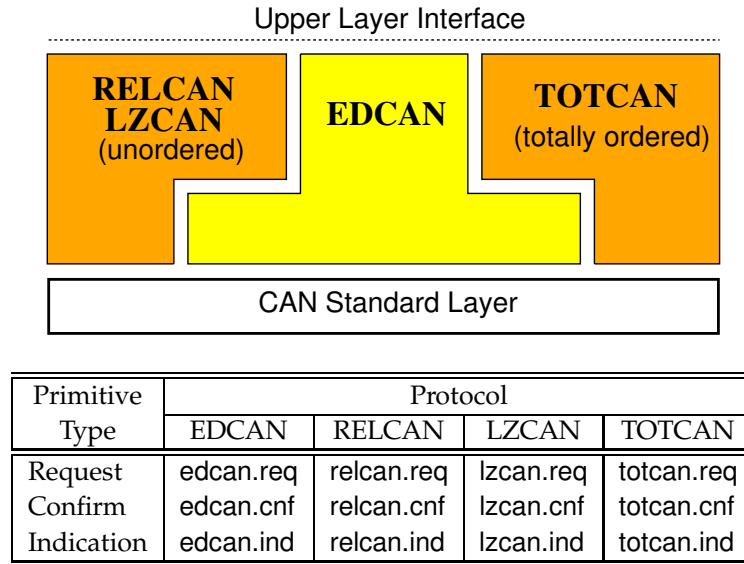 Upper Layer Interface
RELCAN
LZCAN
(unordered)
EDCAN
TOTCAN
(totally ordered)
CAN Standard Layer
Primitive Protocol
Type EDCAN RELCAN LZCAN TOTCAN
Request edcan.req relcan.req lzcan.req totcan.req
Confirm edcan.cnf relcan.cnf lzcan.cnf totcan.cnf
Indication edcan.ind relcan.ind lzcan.ind totcan.ind